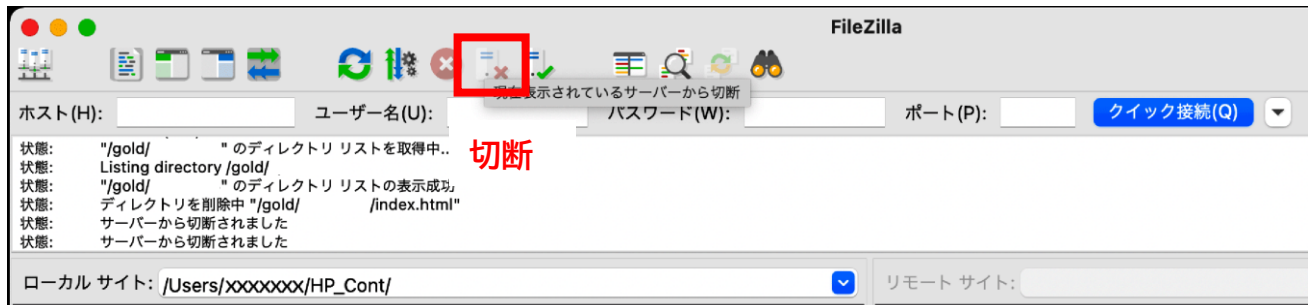 FileZilla
現在表示されているサーバーから切断
ホスト(H): ユーザー名(U): パスワード(W): ポート(P): クイック接続(Q)
切断
状態: "/gold/ " のディレクトリ リストを取得中..
状態: Listing directory /gold/
状態: "/gold/ " のディレクトリ リストの表示成功
状態: ディレクトリを削除中 "/gold/ /index.html"
状態: サーバーから切断されました
状態: サーバーから切断されました
ローカル サイト: /Users/xxxxxxx/HP_Cont/ リモート サイト: